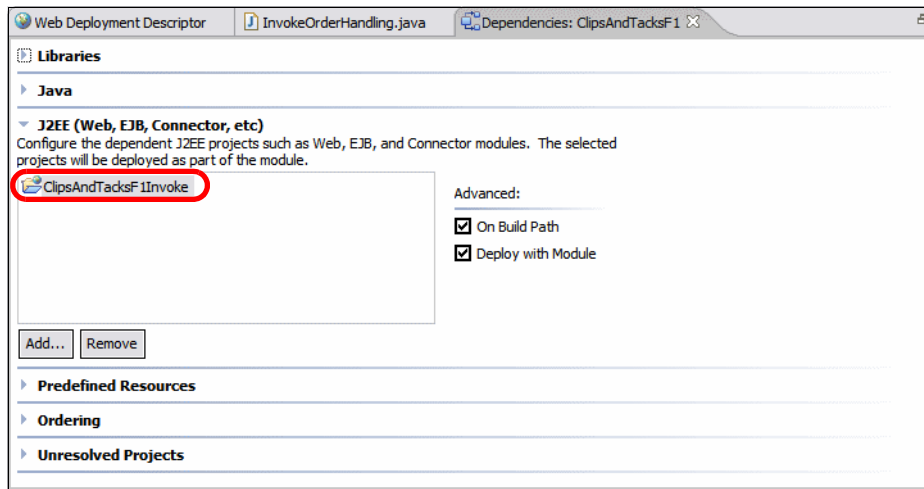 Web Deployment Descriptor
InvokeOrderHandling.java
Dependencies: ClipsAndTacksF1
Libraries
Java
J2EE (Web, EJB, Connector, etc)
Configure the dependent J2EE projects such as Web, EJB, and Connector modules. The selected
projects will be deployed as part of the module.
ClipsAndTacksF1Invoke
Advanced:
On Build Path
Deploy with Module
Add...
Remove
Predefined Resources
Ordering
Unresolved Projects